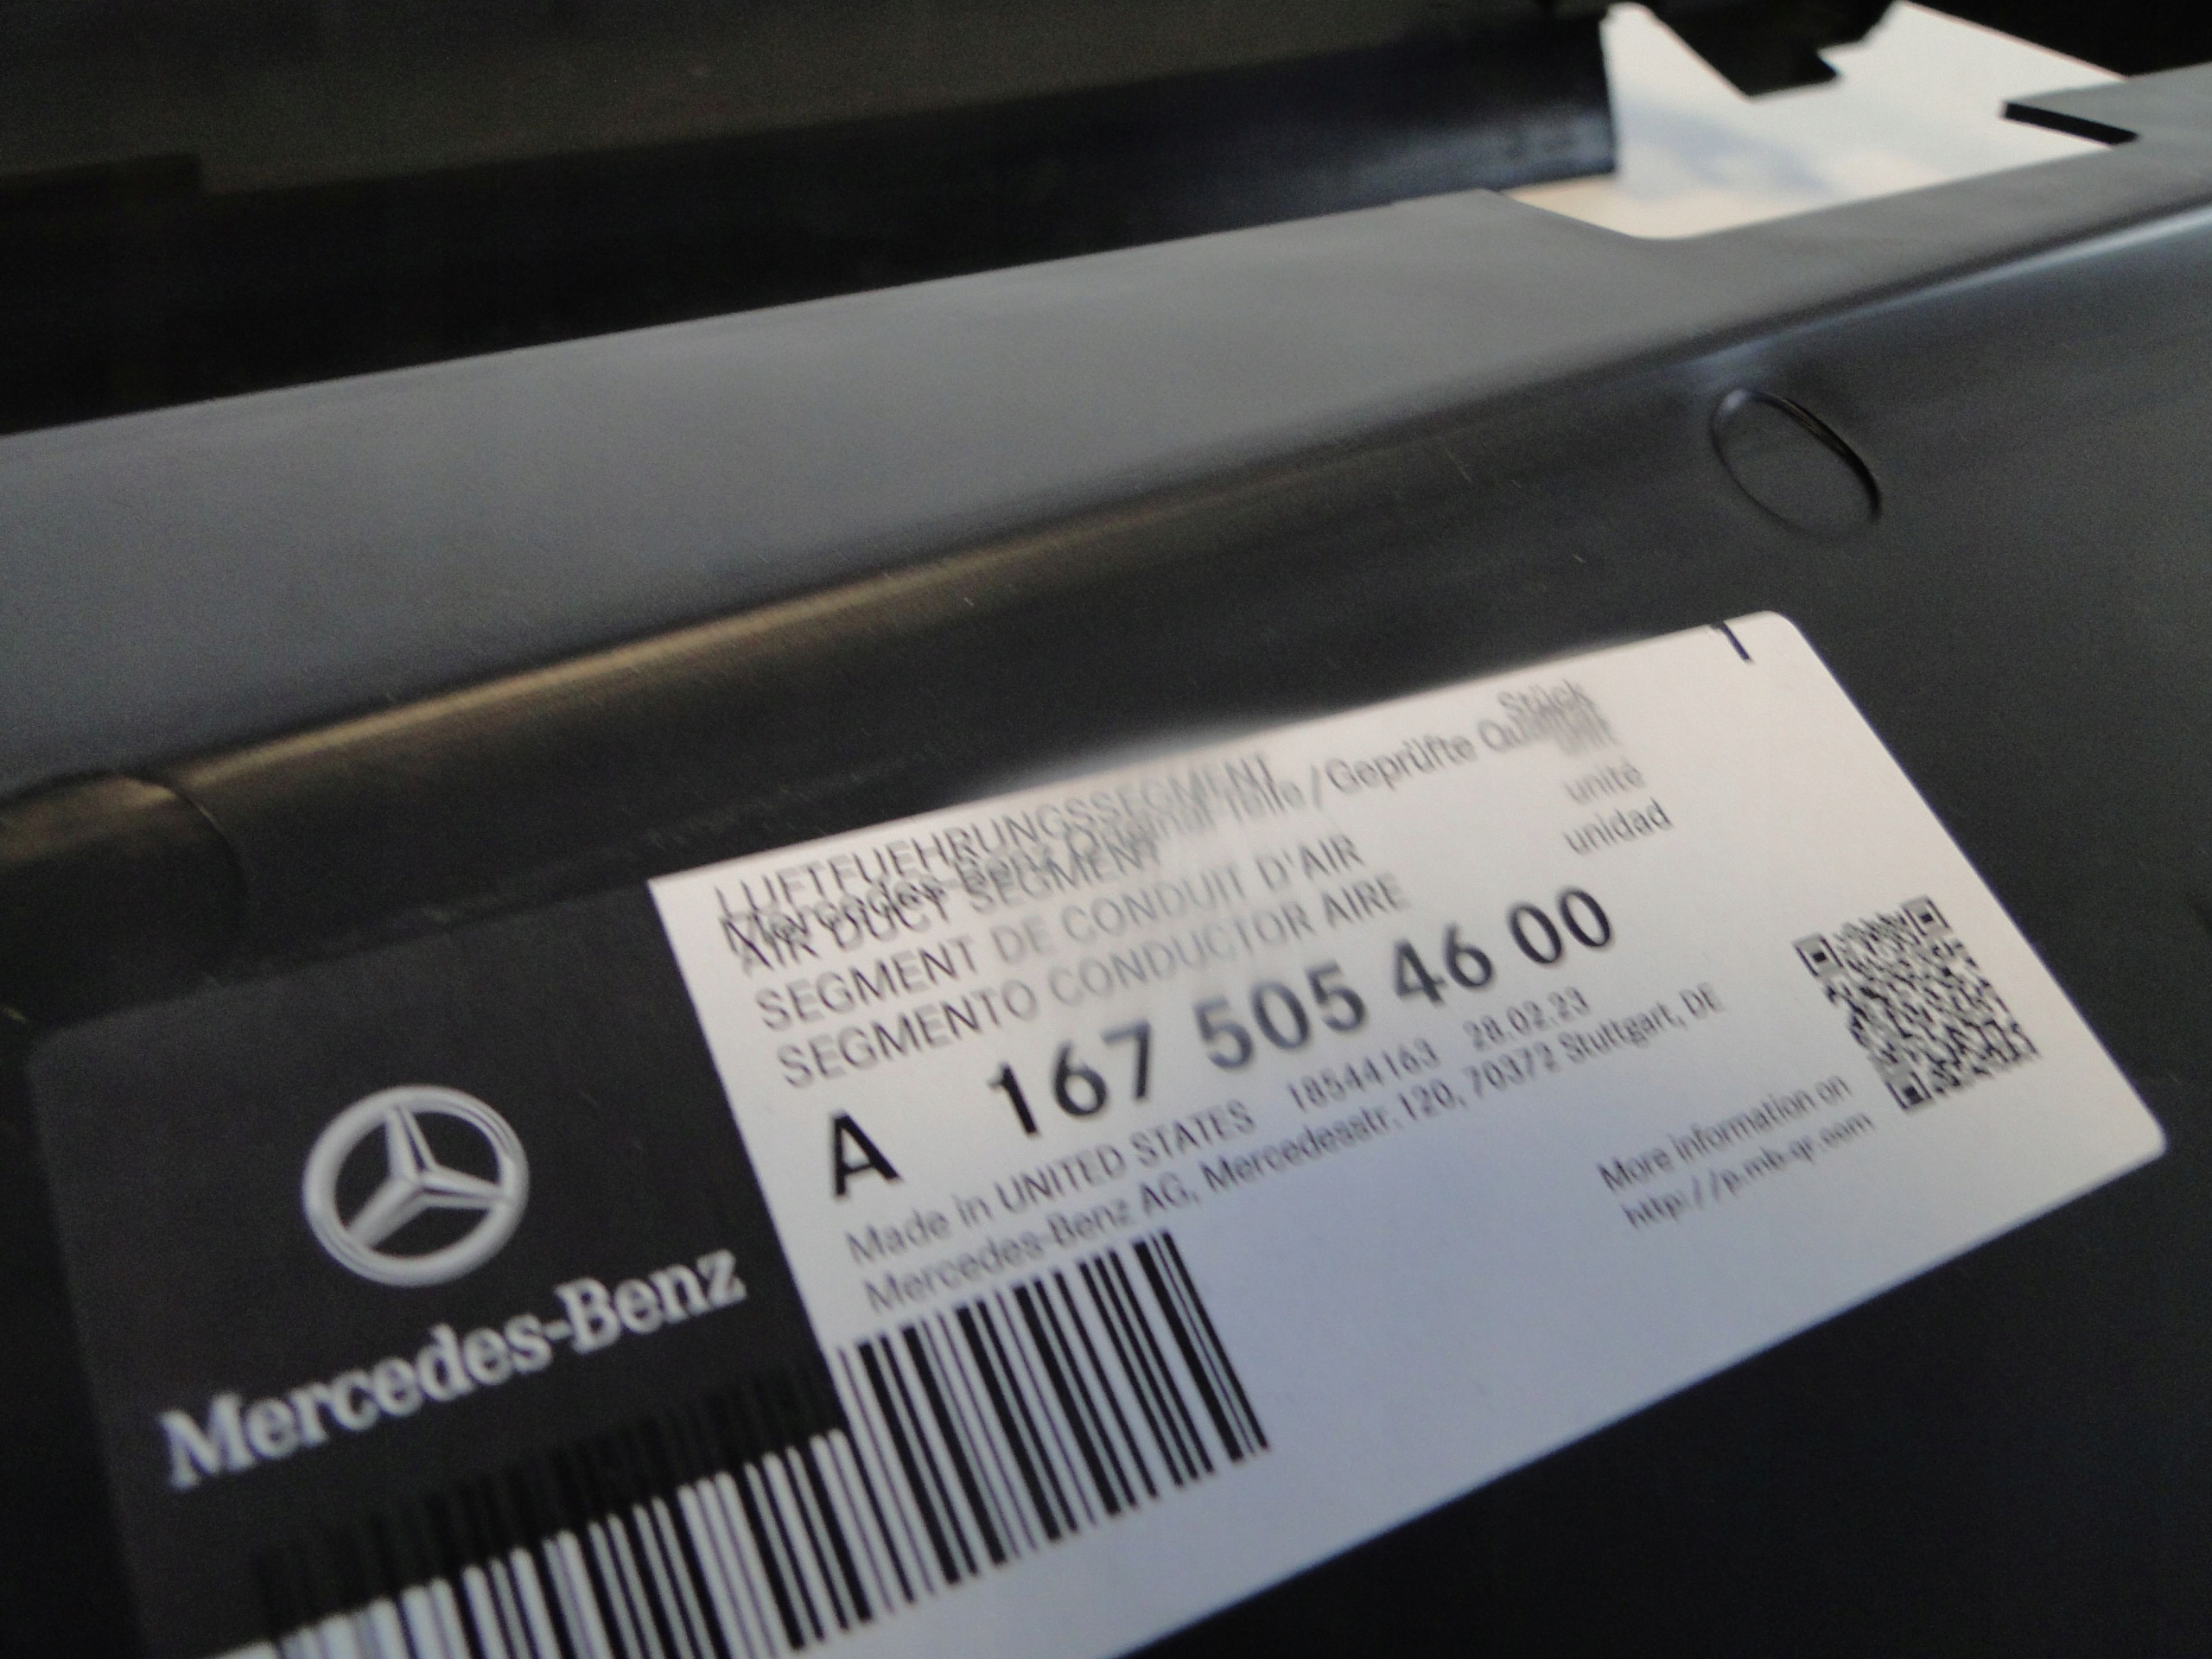 1
Stück
LUFTFUEHRUNGSSEGMENT
Mercedes-Benz Original Teile / Geprüfte
AIR DUCT SEGMENT
unit
SEGMENT DE CONDUIT D'AIR
unité
SEGMENTO CONDUCTOR AIRE
unidad
A 167 505 46 00
Made in UNITED STATES 18544163 28.02.23
Mercedes-Benz AG, Mercedesstr. 120, 70372 Stuttgart, DE
More information on
http://p.mb-qr.com
Mercedes-Benz